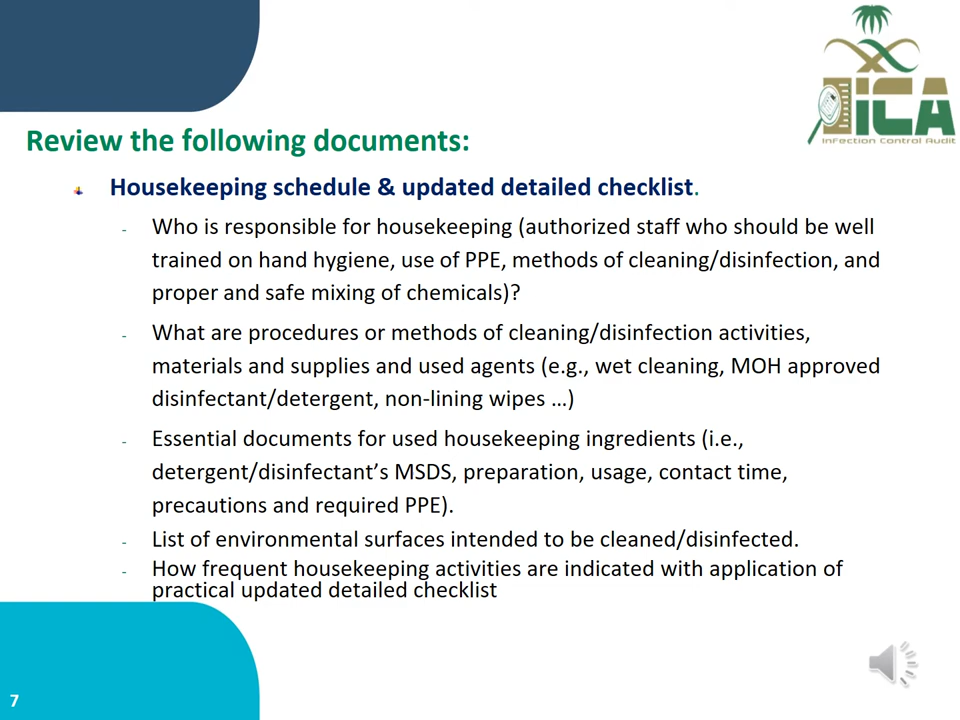 ICA
Infection Control Audit
Review the following documents:
Housekeeping schedule & updated detailed checklist.
- Who is responsible for housekeeping (authorized staff who should be well
trained on hand hygiene, use of PPE, methods of cleaning/disinfection, and
proper and safe mixing of chemicals)?
- What are procedures or methods of cleaning/disinfection activities,
materials and supplies and used agents (e.g., wet cleaning, MOH approved
disinfectant/detergent, non-lining wipes …)
- Essential documents for used housekeeping ingredients (i.e.,
detergent/disinfectant’s MSDS, preparation, usage, contact time,
precautions and required PPE).
- List of environmental surfaces intended to be cleaned/disinfected.
- How frequent housekeeping activities are indicated with application of
practical updated detailed checklist
7